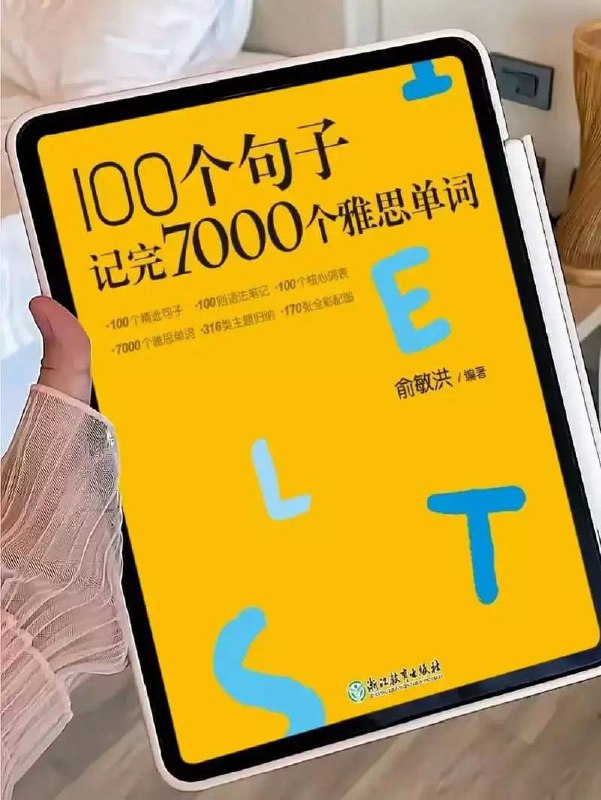 I
100个句子
记完7000个雅思单词
·100个精选句子 ·100则语法笔记 ·100个核心词表
·7000个雅思单词 ·316类主题归纳 ·170张全彩配图
E
俞敏洪 / 编著
L
T
S
浙江教育出版社